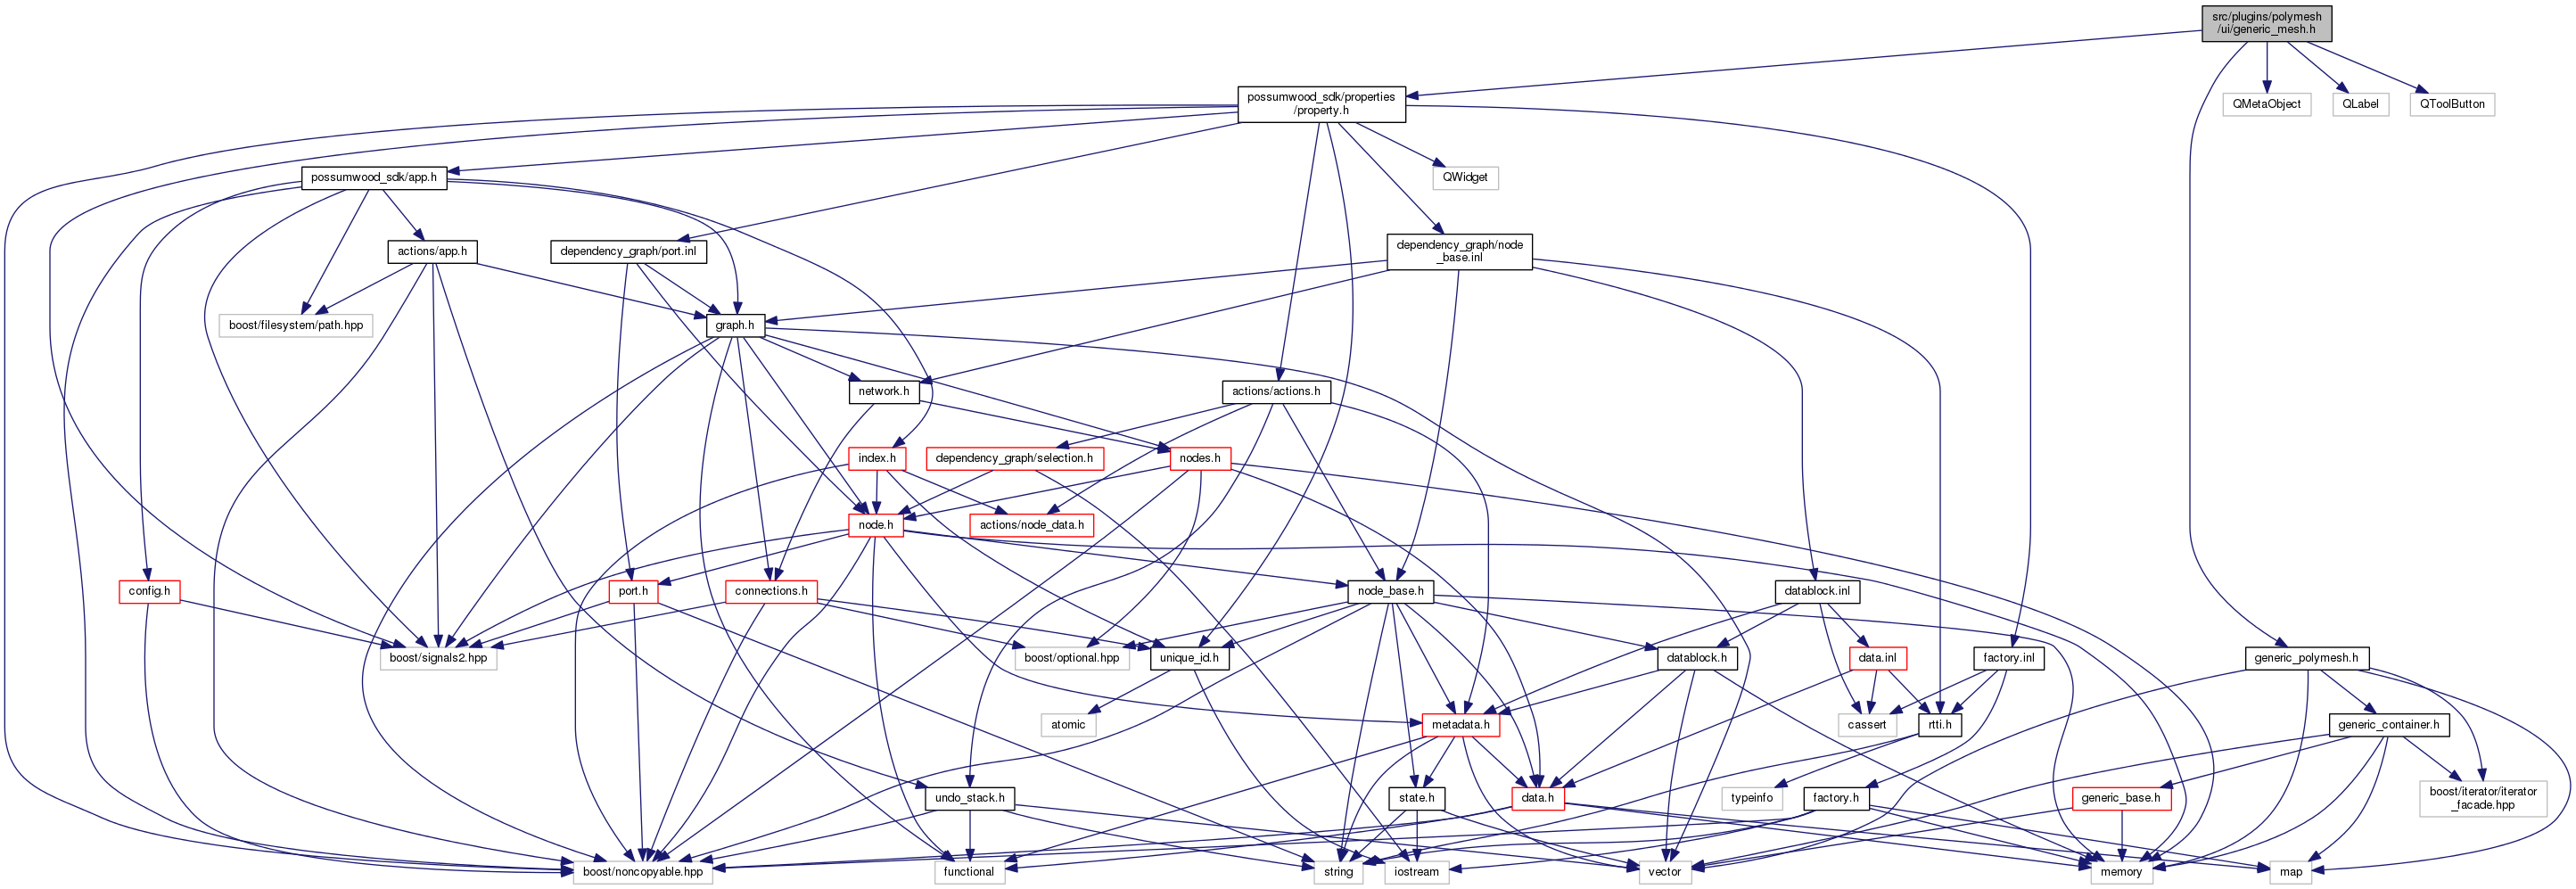 src/plugins/polymesh
/ui/generic_mesh.h
possumwood_sdk/properties
/property.h
QMetaObject
QLabel
QToolButton
possumwood_sdk/app.h
QWidget
actions/app.h
dependency_graph/port.inl
dependency_graph/node
_base.inl
boost/filesystem/path.hpp
graph.h
network.h
actions/actions.h
index.h
dependency_graph/selection.h
nodes.h
node.h
actions/node_data.h
config.h
port.h
connections.h
node_base.h
datablock.inl
boost/signals2.hpp
boost/optional.hpp
unique_id.h
datablock.h
data.inl
factory.inl
generic_polymesh.h
atomic
metadata.h
cassert
rtti.h
generic_container.h
undo_stack.h
state.h
data.h
typeinfo
factory.h
generic_base.h
boost/iterator/iterator
_facade.hpp
boost/noncopyable.hpp
functional
string
iostream
vector
memory
map